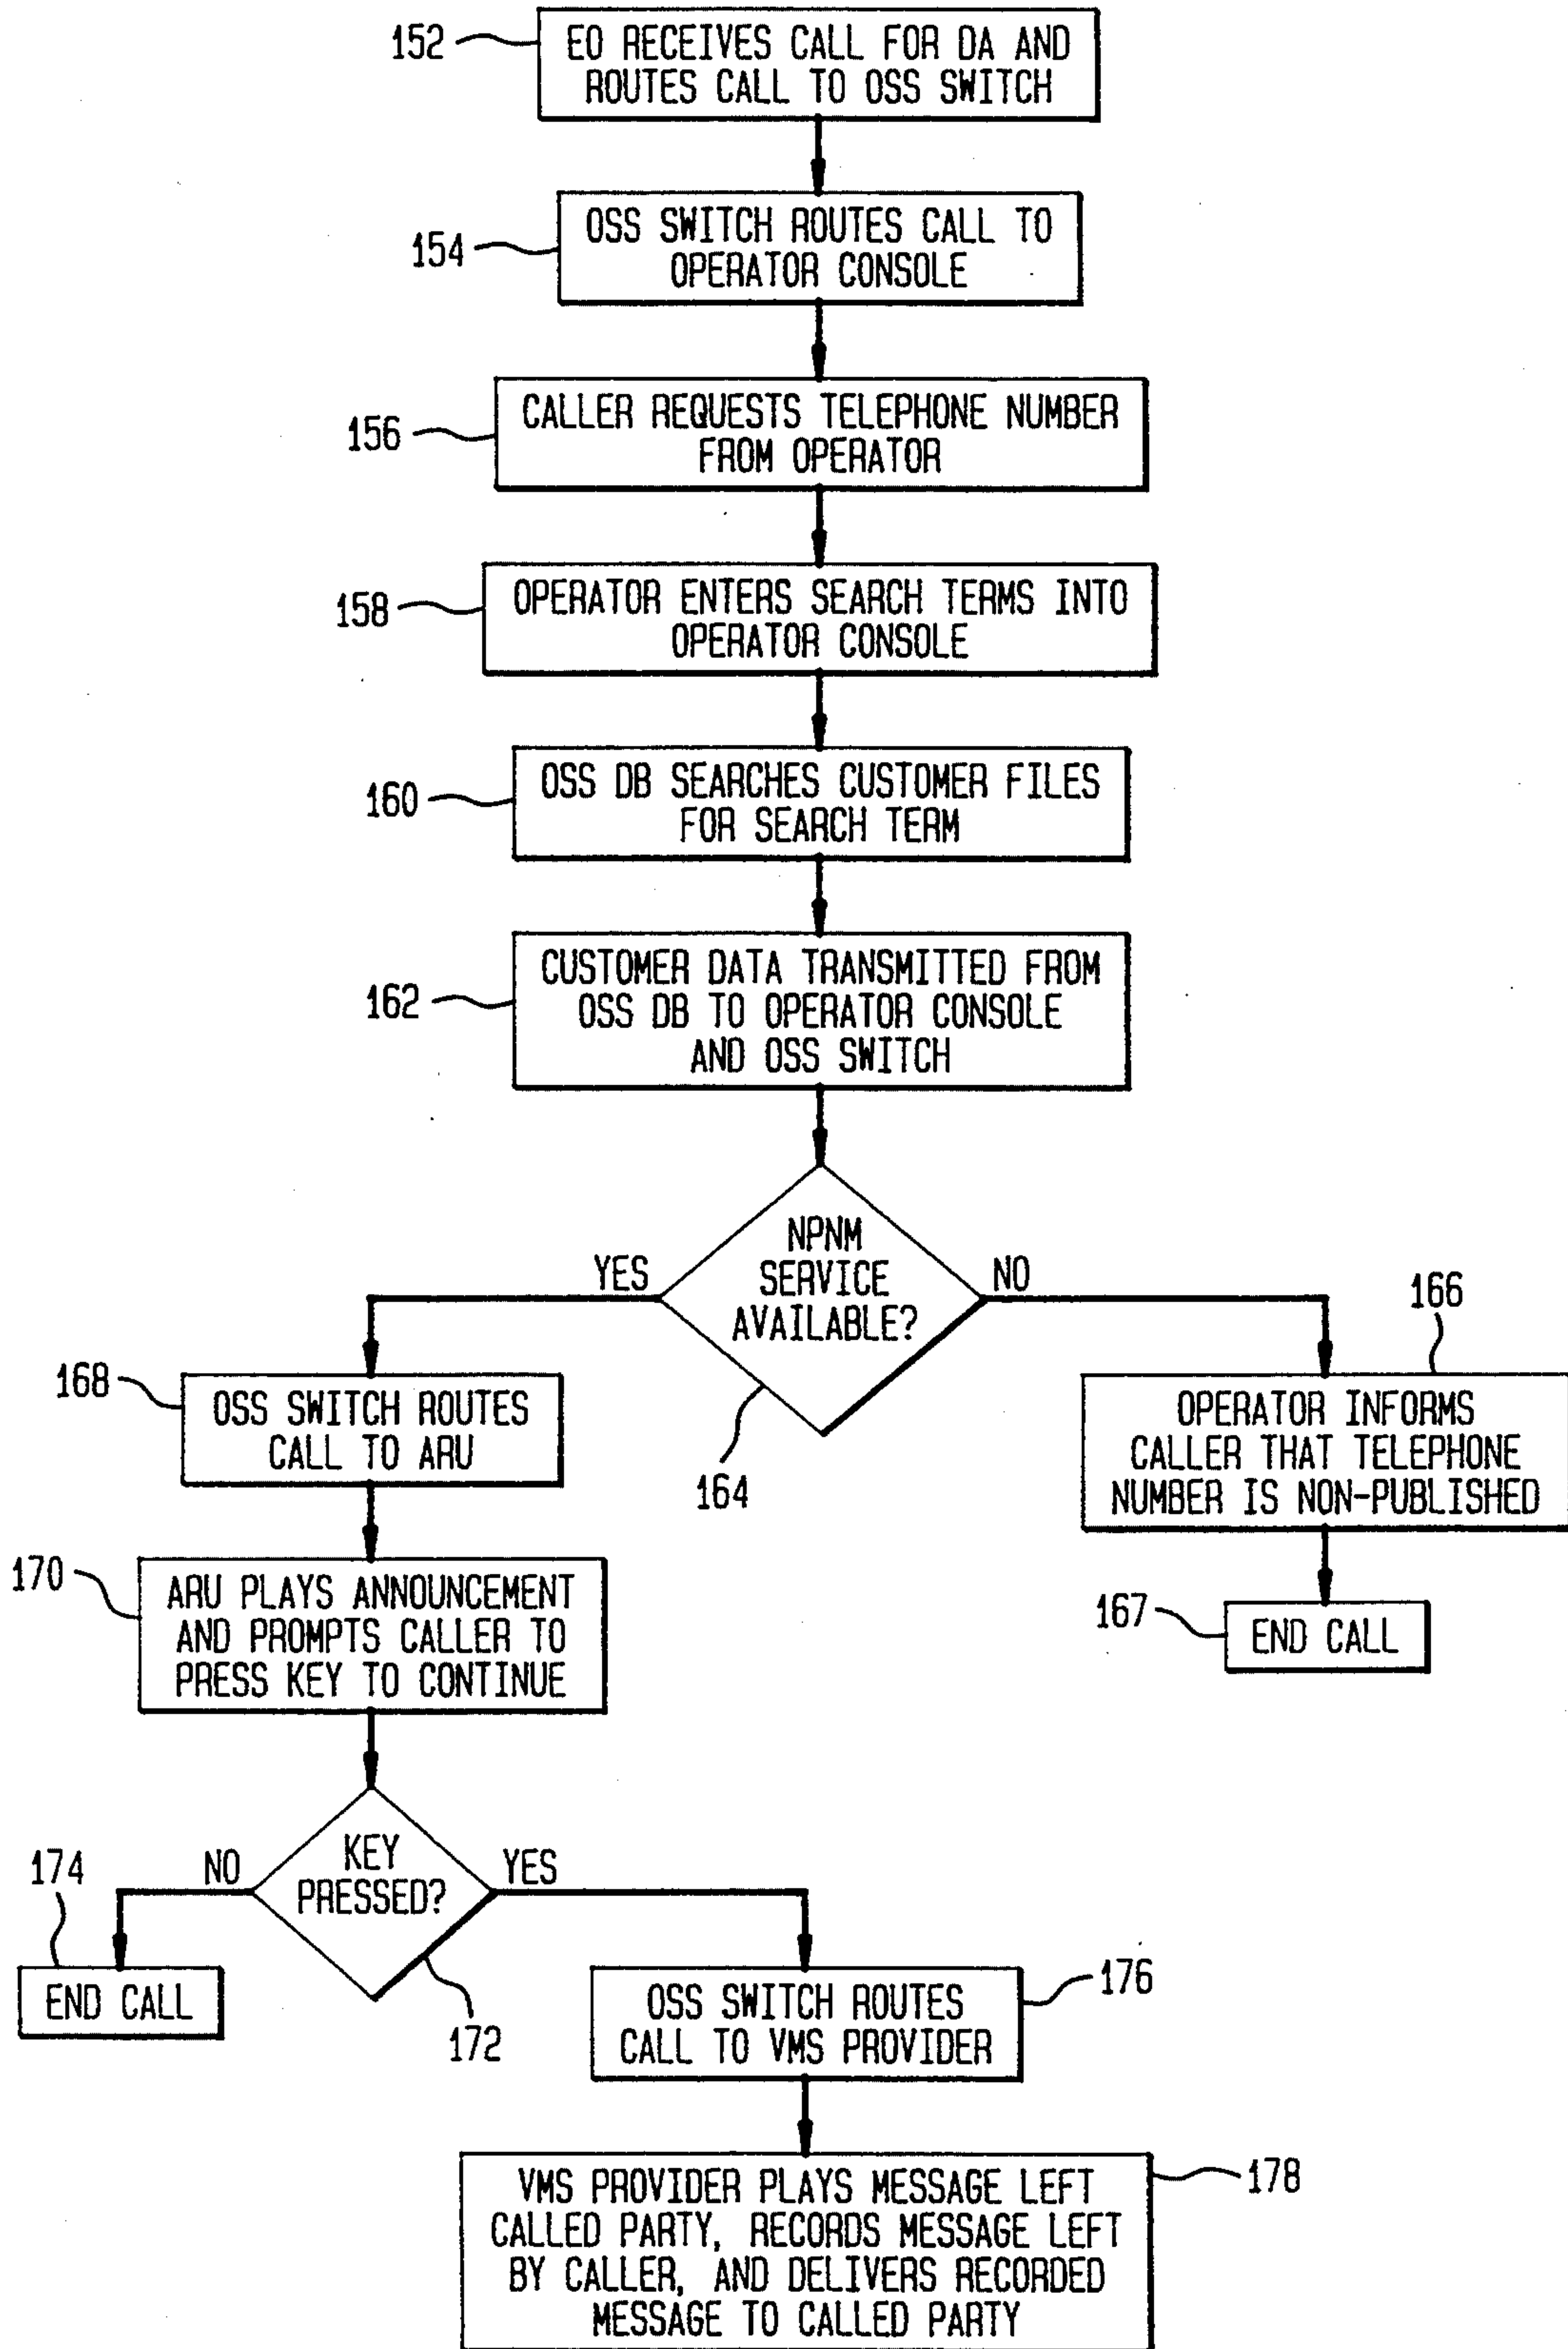 152
EO RECEIVES CALL FOR DA AND
ROUTES CALL TO OSS SWITCH
154
OSS SWITCH ROUTES CALL TO
OPERATOR CONSOLE
156
CALLER REQUESTS TELEPHONE NUMBER
FROM OPERATOR
158
OPERATOR ENTERS SEARCH TERMS INTO
OPERATOR CONSOLE
160
OSS DB SEARCHES CUSTOMER FILES
FOR SEARCH TERM
162
CUSTOMER DATA TRANSMITTED FROM
OSS DB TO OPERATOR CONSOLE
AND OSS SWITCH
NPNM
SERVICE
AVAILABLE?
YES
NO
164
166
OPERATOR INFORMS
CALLER THAT TELEPHONE
NUMBER IS NON-PUBLISHED
167
END CALL
168
OSS SWITCH ROUTES
CALL TO ARU
170
ARU PLAYS ANNOUNCEMENT
AND PROMPTS CALLER TO
PRESS KEY TO CONTINUE
KEY
PRESSED?
NO
YES
172
174
END CALL
176
OSS SWITCH ROUTES
CALL TO VMS PROVIDER
178
VMS PROVIDER PLAYS MESSAGE LEFT
CALLED PARTY, RECORDS MESSAGE LEFT
BY CALLER, AND DELIVERS RECORDED
MESSAGE TO CALLED PARTY